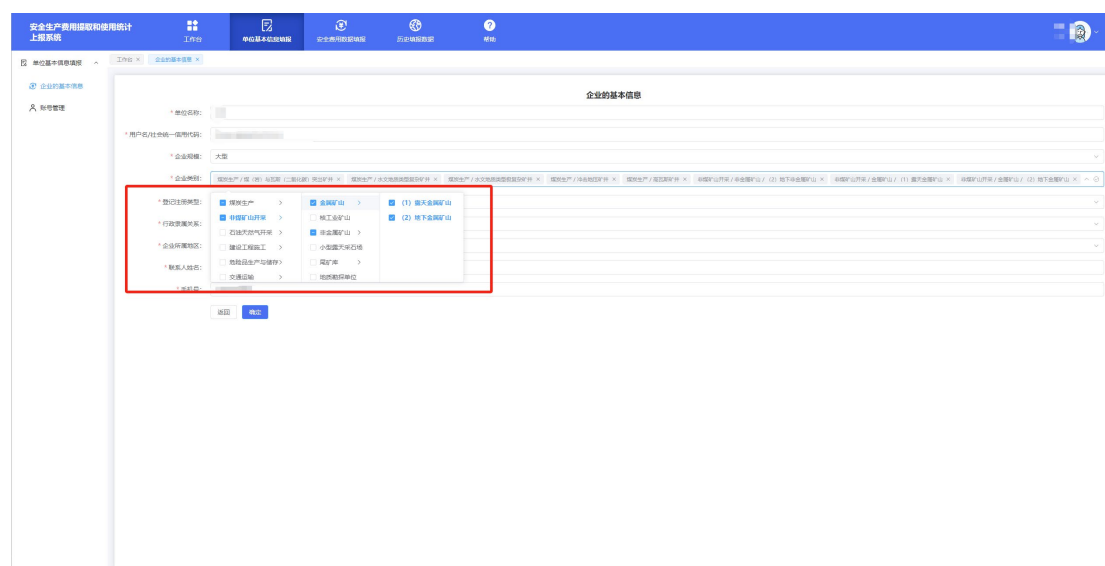 安全生产费用提取和使用统计
上报系统
工作台
单位基本信息填报
安全费用数据填报
历史填报数据
帮助
单位基本信息填报
工作台 ×
企业的基本信息 ×
企业的基本信息
账号管理
企业的基本信息
* 单位名称:
* 用户名/社会统一信用代码:
* 企业规模: 大型
* 企业类别: 煤炭生产 / 煤（岩）与瓦斯（二氧化碳）突出矿井 × 煤炭生产 / 水文地质类型复杂矿井 × 煤炭生产 / 水文地质类型极复杂矿井 × 煤炭生产 / 冲击地压矿井 × 煤炭生产 / 高瓦斯矿井 × 非煤矿山开采 / 非金属矿山 /（2）地下非金属矿山 × 非煤矿山开采 / 金属矿山 /（1）露天金属矿山 × 非煤矿山开采 / 金属矿山 /（2）地下金属矿山 ×
* 登记注册类型:
煤炭生产 >
金属矿山 >
（1）露天金属矿山
* 行政隶属关系:
非煤矿山开采 >
核工业矿山
（2）地下金属矿山
石油天然气开采 >
非金属矿山 >
* 企业所属地区:
建设工程施工 >
小型露天采石场
* 联系人姓名:
危险品生产与储存>
尾矿库 >
交通运输 >
地质勘探单位
* 手机号:
返回
确定